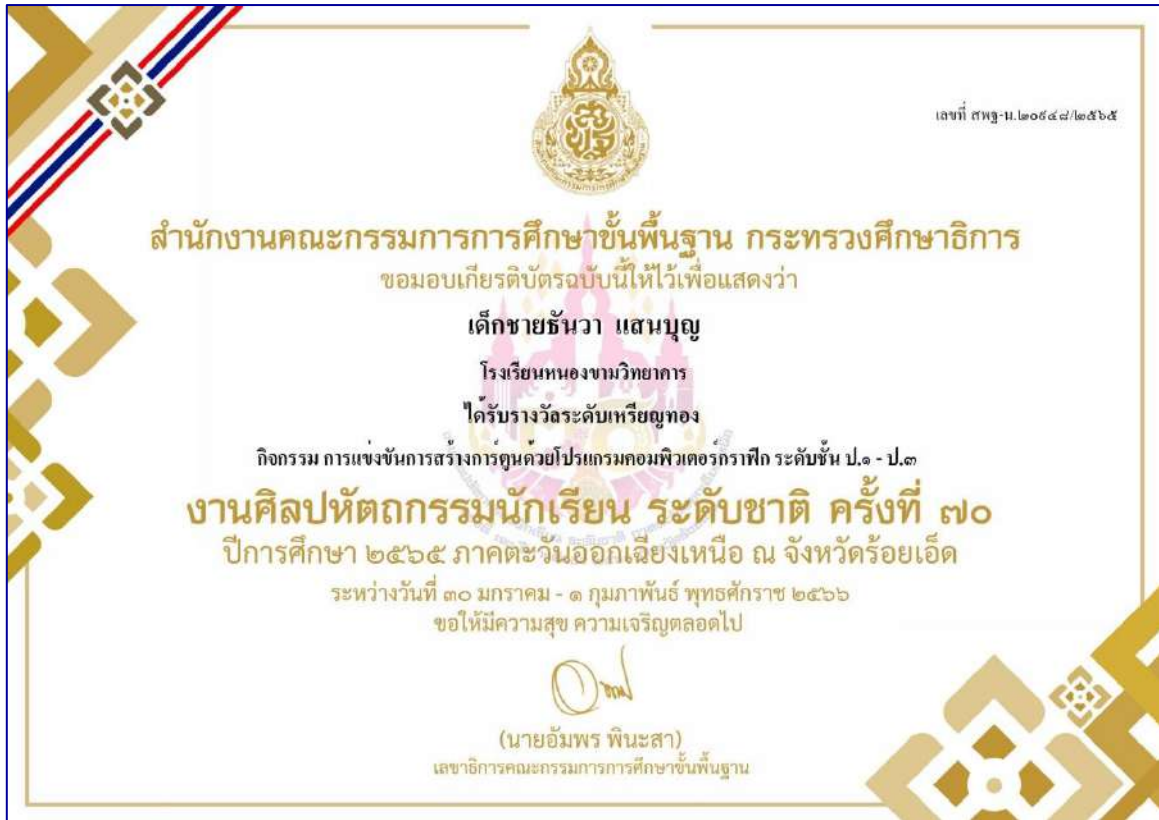 เลขที่ สพฐ-น.๒๐๙๔๘/๒๕๖๕
สำนักงานคณะกรรมการการศึกษาขั้นพื้นฐาน กระทรวงศึกษาธิการ
ขอมอบเกียรติบัตรฉบับนี้ให้ไว้เพื่อแสดงว่า
เด็กชายธันวา แสนบุญ
โรงเรียนหนองขามวิทยาการ
ได้รับรางวัลระดับเหรียญทอง
กิจกรรม การแข่งขันการสร้างการ์ตูนด้วยโปรแกรมคอมพิวเตอร์กราฟิก ระดับชั้น ป.๑ - ป.๓
งานศิลปหัตถกรรมนักเรียน ระดับชาติ ครั้งที่ ๗๐
ปีการศึกษา ๒๕๖๕ ภาคตะวันออกเฉียงเหนือ ณ จังหวัดร้อยเอ็ด
ระหว่างวันที่ ๓๐ มกราคม - ๑ กุมภาพันธ์ พุทธศักราช ๒๕๖๖
ขอให้มีความสุข ความเจริญตลอดไป
(นายอัมพร พินะสา)
เลขาธิการคณะกรรมการการศึกษาขั้นพื้นฐาน